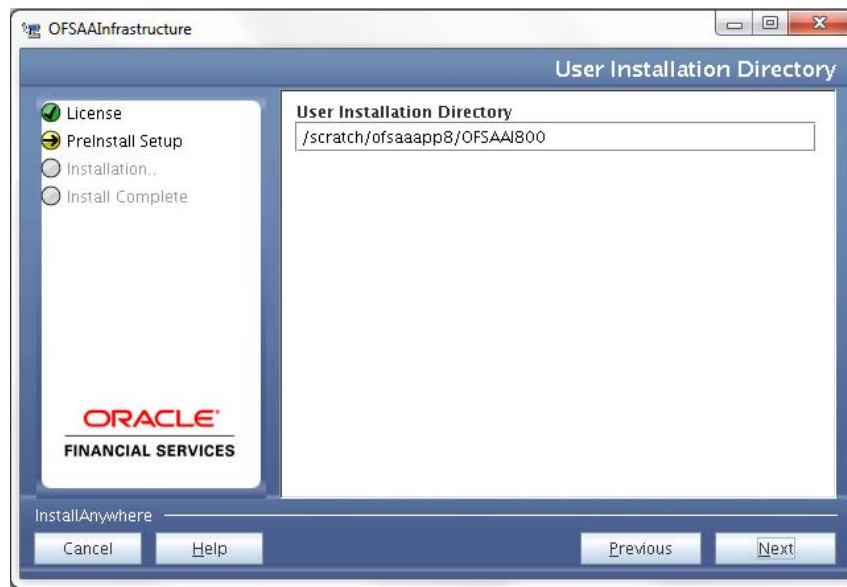 OFSAAInfrastructure
User Installation Directory
License
PreInstall Setup
Installation..
Install Complete
User Installation Directory
/scratch/ofsaaapp8/OFSAAI800
ORACLE
FINANCIAL SERVICES
InstallAnywhere
Cancel Help Previous Next